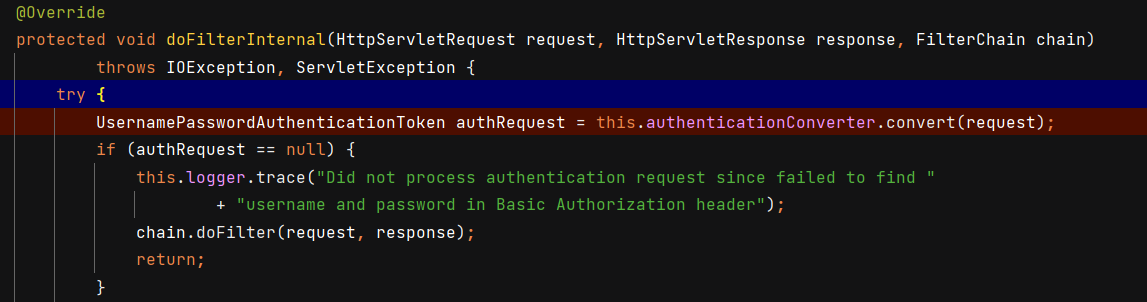 @Override
protected void doFilterInternal(HttpServletRequest request, HttpServletResponse response, FilterChain chain)
throws IOException, ServletException {
try {
UsernamePasswordAuthenticationToken authRequest = this.authenticationConverter.convert(request);
if (authRequest == null) {
this.logger.trace("Did not process authentication request since failed to find "
+ "username and password in Basic Authorization header");
chain.doFilter(request, response);
return;
}